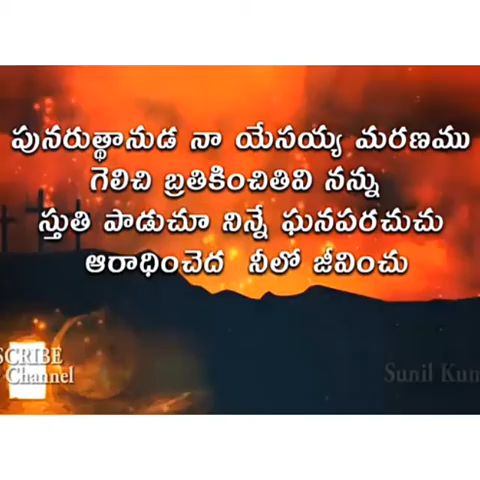 పునరుత్థానుడ నా యేసయ్య మరణము
గెలిచి బ్రతికించితివి నన్ను
స్తుతి పాడుచూ నిన్నే ఘనపరచుచు
ఆరాధించెద నీలో జీవించు
SCRIBE
Channel
Sunil Kum